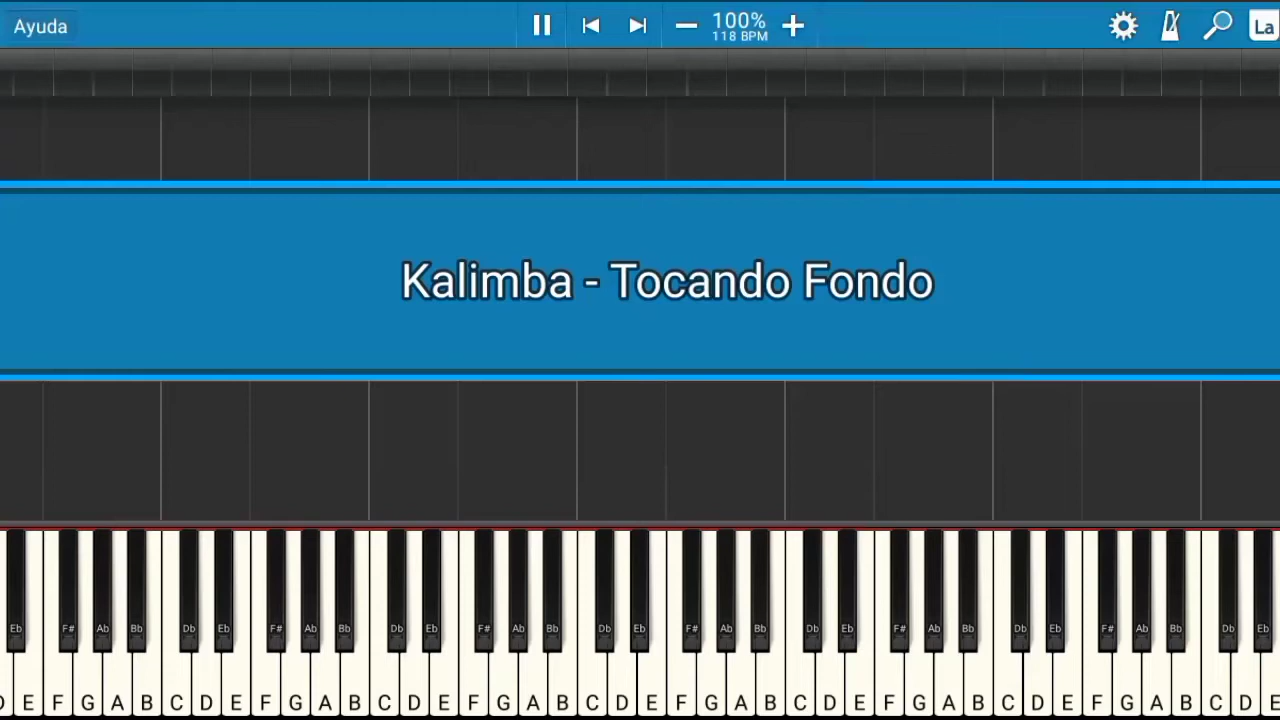 Ayuda
100%
118 BPM
La
Kalimba - Tocando Fondo
Eb F# Ab Bb Db Eb F# Ab Bb Db Eb F# Ab Bb Db Eb F# Ab Bb Db Eb F# Ab Bb Db Eb F# Ab Bb Db Eb
D E F G A B C D E F G A B C D E F G A B C D E F G A B C D E F G A B C D E F G A B C D E